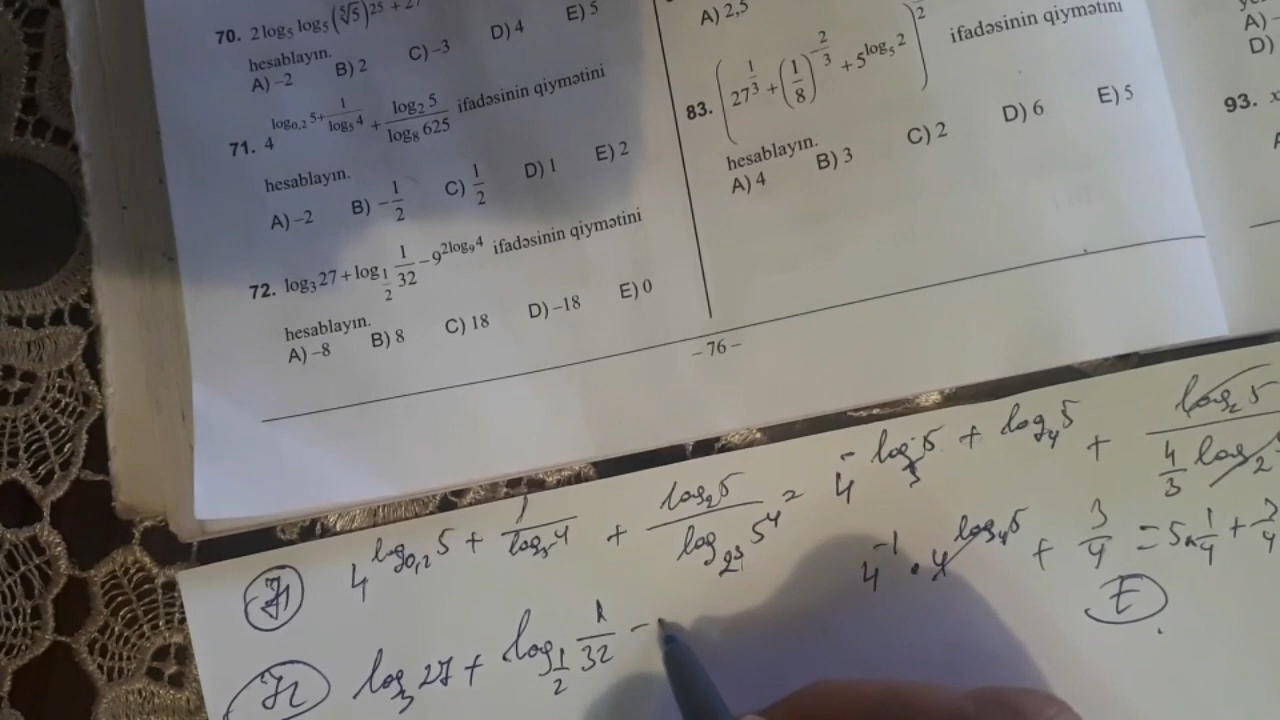 70. 2 log₅ log₅ (⁵√5)²⁵ + 2
hesablayın.
A) –2 B) 2 C) –3 D) 4 E) 5
71. 4^(log₀,₂ 5 + 1/log₅ 4) + log₂ 5 / log₈ 625 ifadəsinin qiymətini
hesablayın.
A) –2 B) –1/2 C) 1/2 D) 1 E) 2
72. log₃ 27 + log_(1/2) 1/32 – 9^(2log₉ 4) ifadəsinin qiymətini
hesablayın.
A) –8 B) 8 C) 18 D) –18 E) 0
A) 2,5
83. (27^(1/3) + (1/8)^(–2/3) + 5^(log₅ 2)) ifadəsinin qiymətini
hesablayın.
A) 4 B) 3 C) 2 D) 6 E) 5
A) –
D)
93. x
– 76 –
71 4^(log₀,₂ 5 + 1/log₅ 4) + log₂ 5 / log_(2³) 5⁴ = 4^(–log₅ 5 + log₄ 5) + log₂ 5 / (4/3 log₂
4^(–1) · 4^(log₄ 5) + 3/4 = 5 · 1/4 + 3/4
E
72 log₃ 27 + log_(1/2) 1/32 –